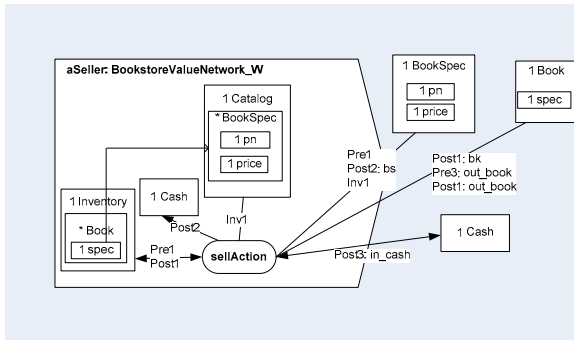 aSeller: BookstoreValueNetwork_W
1 BookSpec
1 pn
1 price
1 Book
1 spec
1 Catalog
* BookSpec
1 pn
1 price
1 Inventory
* Book
1 spec
1 Cash
Post2
Inv1
Pre1
Post1
sellAction
Pre1
Post2: bs
Inv1
Post1: bk
Pre3: out_book
Post1: out_book
Post3: in_cash
1 Cash